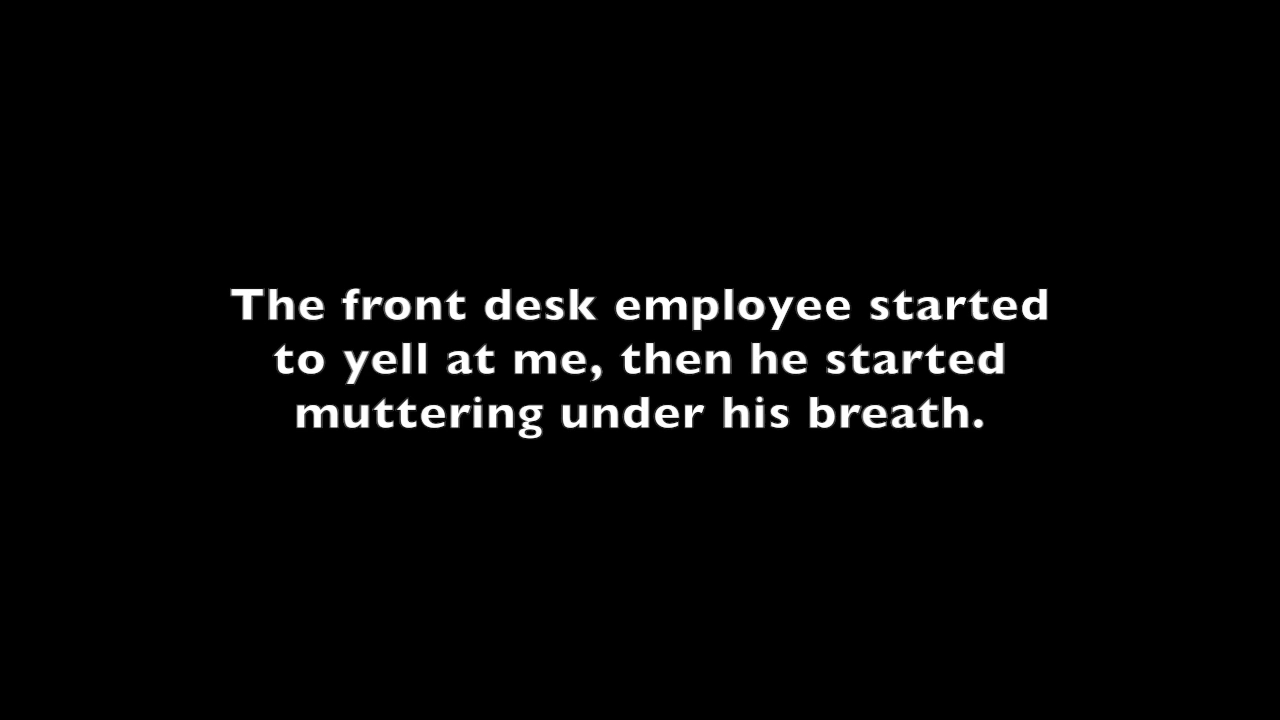 The front desk employee started
to yell at me, then he started
muttering under his breath.